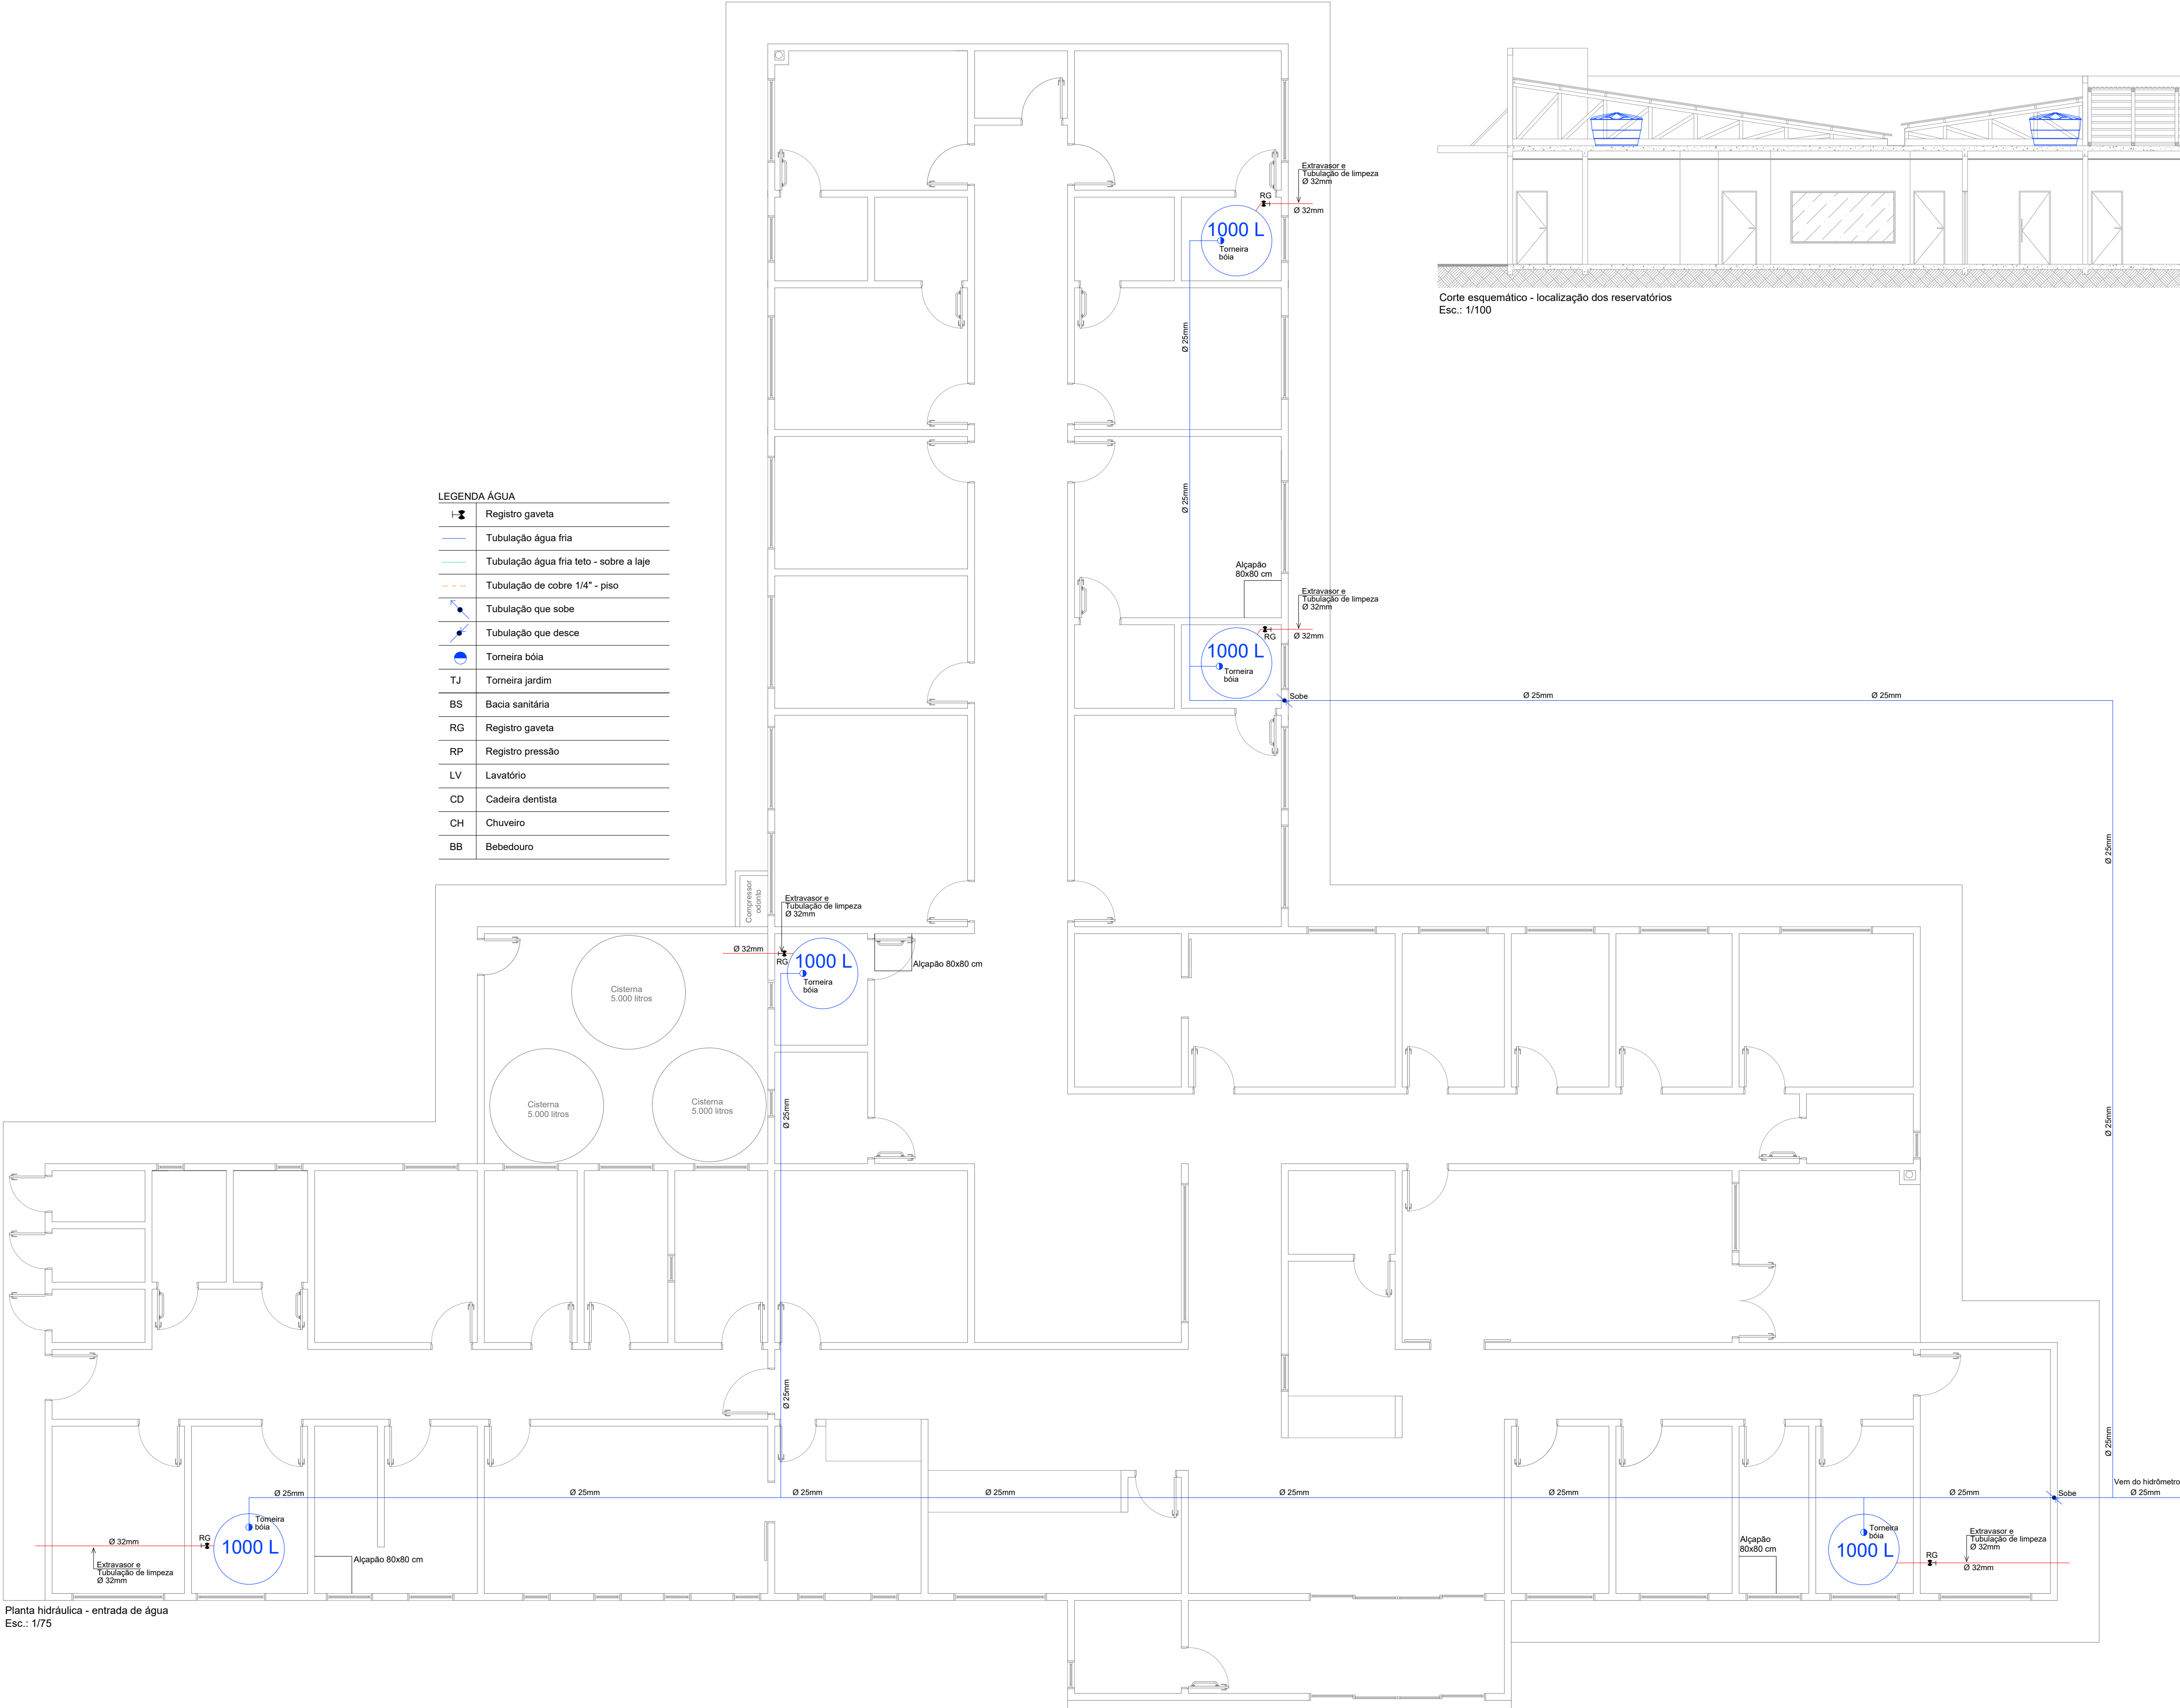 Extravasor e
Tubulação de limpeza
Ø 32mm
RG
Ø 32mm
1000 L
Torneira
bóia
Corte esquemático - localização dos reservatórios
Esc.: 1/100
Ø 25mm
LEGENDA ÁGUA
Registro gaveta
Tubulação água fria
Tubulação água fria teto - sobre a laje
Tubulação de cobre 1/4" - piso
Tubulação que sobe
Tubulação que desce
Torneira bóia
TJ Torneira jardim
BS Bacia sanitária
RG Registro gaveta
RP Registro pressão
LV Lavatório
CD Cadeira dentista
CH Chuveiro
BB Bebedouro
Ø 25mm
Alçapão
80x80 cm
Extravasor e
Tubulação de limpeza
Ø 32mm
RG
Ø 32mm
1000 L
Torneira
bóia
Sobe
Ø 25mm
Ø 25mm
Ø 25mm
Compressor
odonto
Extravasor e
Tubulação de limpeza
Ø 32mm
Ø 32mm
RG
1000 L
Torneira
bóia
Alçapão 80x80 cm
Cisterna
5.000 litros
Cisterna
5.000 litros
Cisterna
5.000 litros
Ø 25mm
Ø 25mm
Ø 25mm
Ø 25mm
Vem do hidrômetro
Ø 25mm
Ø 25mm
Ø 25mm
Ø 25mm
Ø 25mm
Ø 25mm
Ø 25mm
Ø 25mm
Sobe
Ø 25mm
Torneira
bóia
1000 L
RG
Ø 32mm
Extravasor e
Tubulação de limpeza
Ø 32mm
Alçapão 80x80 cm
Alçapão
80x80 cm
Torneira
bóia
1000 L
RG
Extravasor e
Tubulação de limpeza
Ø 32mm
Ø 32mm
Planta hidráulica - entrada de água
Esc.: 1/75